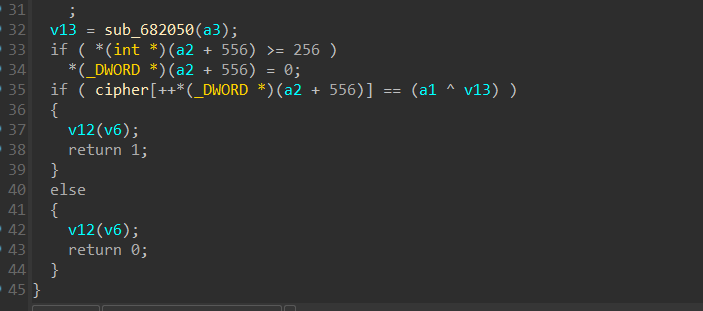 31 ;
32 v13 = sub_682050(a3);
33 if ( *(int *)(a2 + 556) >= 256 )
34 *(_DWORD *)(a2 + 556) = 0;
35 if ( cipher[++*(_DWORD *)(a2 + 556)] == (a1 ^ v13) )
36 {
37 v12(v6);
38 return 1;
39 }
40 else
41 {
42 v12(v6);
43 return 0;
44 }
45 }